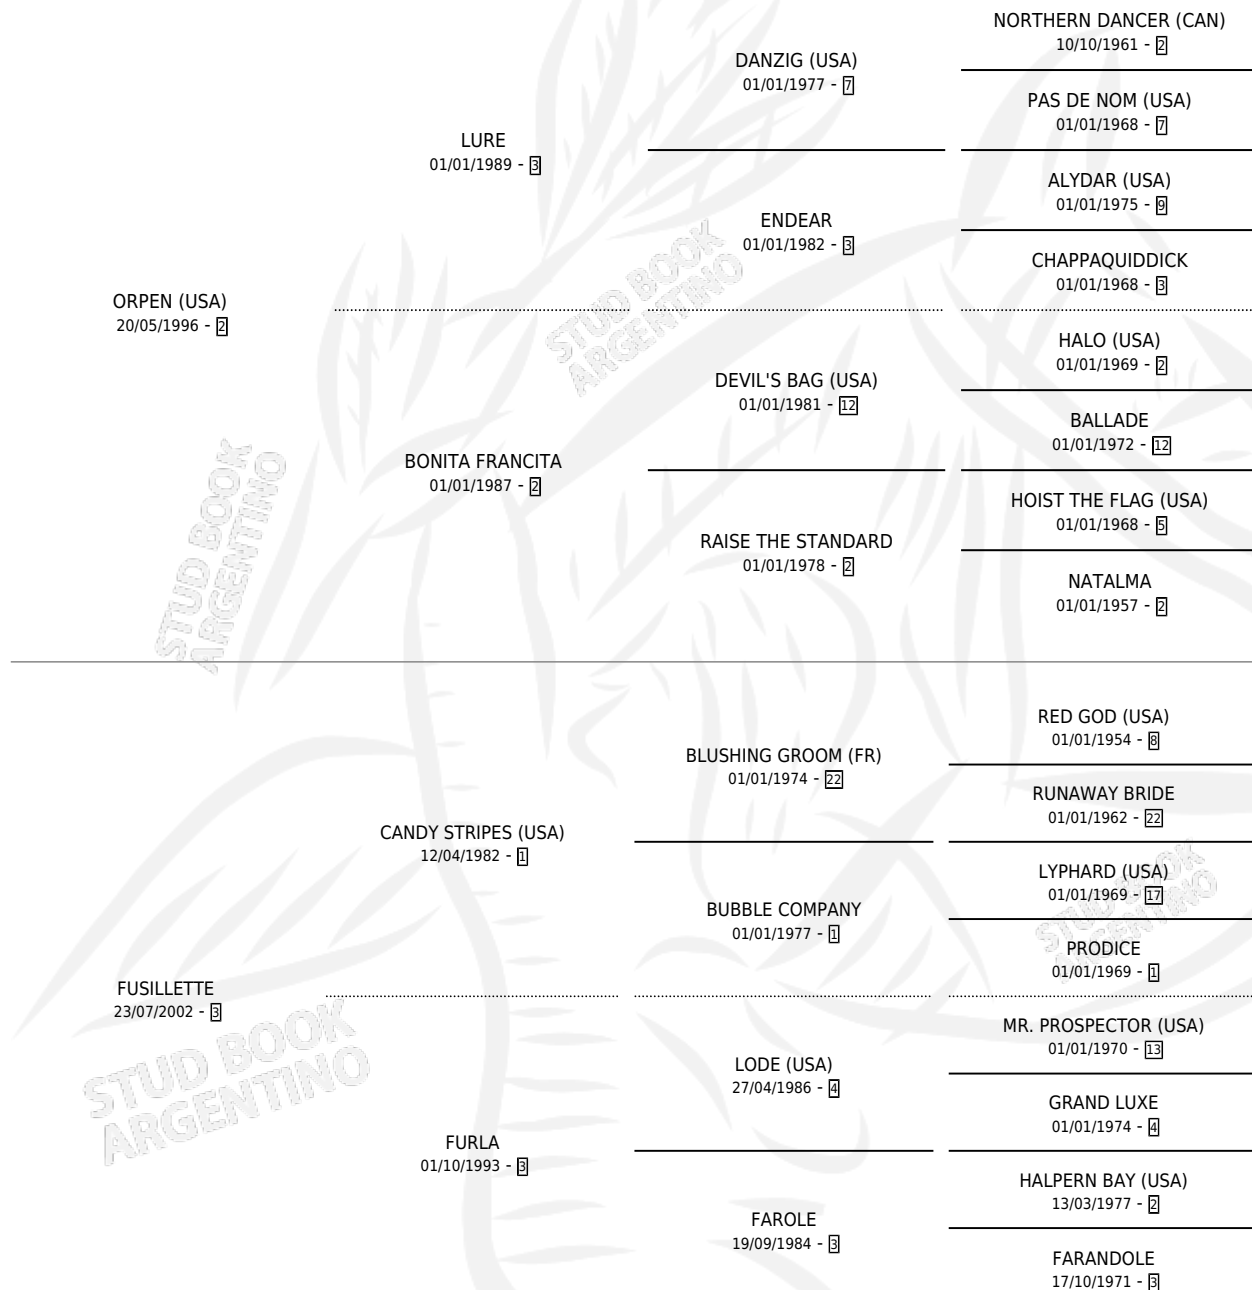 NORTHERN DANCER (CAN)
10/10/1961 - 2
DANZIG (USA)
01/01/1977 - 7
PAS DE NOM (USA)
01/01/1968 - 7
LURE
01/01/1989 - 3
ALYDAR (USA)
01/01/1975 - 9
ENDEAR
01/01/1982 - 3
CHAPPAQUIDDICK
01/01/1968 - 3
ORPEN (USA)
20/05/1996 - 2
STUD BOOK
ARGENTINO
HALO (USA)
01/01/1969 - 2
DEVIL'S BAG (USA)
01/01/1981 - 12
BALLADE
01/01/1972 - 12
BONITA FRANCITA
01/01/1987 - 2
HOIST THE FLAG (USA)
01/01/1968 - 5
RAISE THE STANDARD
01/01/1978 - 2
NATALMA
01/01/1957 - 2
STUD BOOK
ARGENTINO
RED GOD (USA)
01/01/1954 - 8
BLUSHING GROOM (FR)
01/01/1974 - 22
RUNAWAY BRIDE
01/01/1962 - 22
CANDY STRIPES (USA)
12/04/1982 - 1
LYPHARD (USA)
01/01/1969 - 17
STUD BOOK
ARGENTINO
BUBBLE COMPANY
01/01/1977 - 1
PRODICE
01/01/1969 - 1
FUSILLETTE
23/07/2002 - 3
STUD BOOK
ARGENTINO
MR. PROSPECTOR (USA)
01/01/1970 - 13
LODE (USA)
27/04/1986 - 4
GRAND LUXE
01/01/1974 - 4
FURLA
01/10/1993 - 3
HALPERN BAY (USA)
13/03/1977 - 2
FAROLE
19/09/1984 - 3
FARANDOLE
17/10/1971 - 3